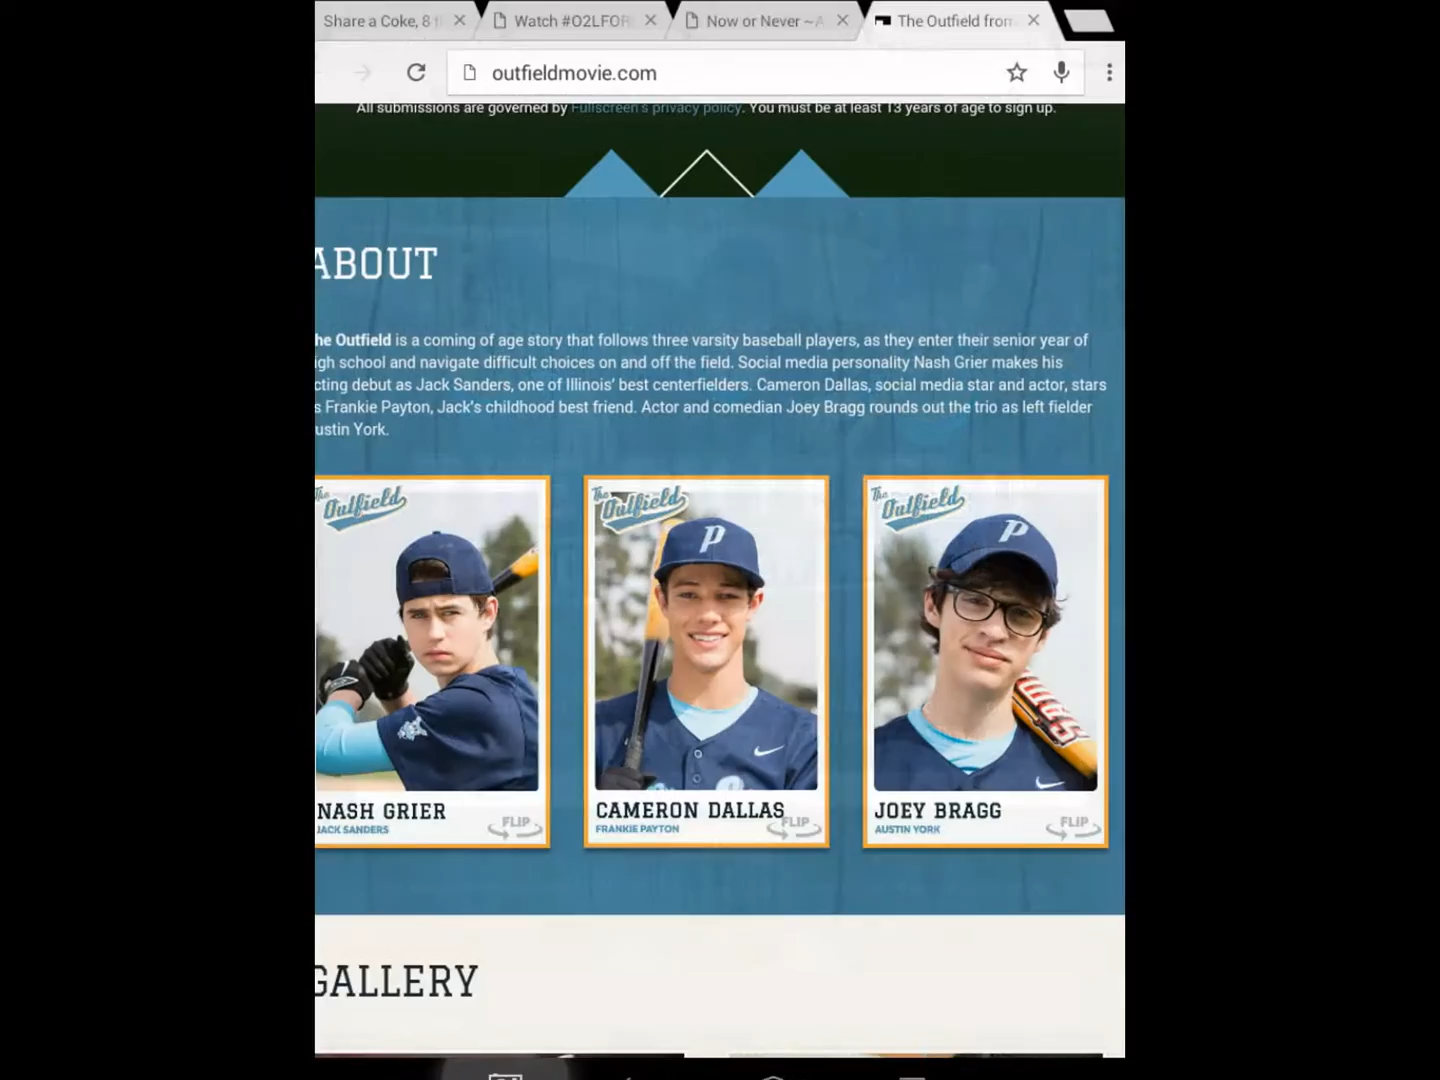 Share a Coke, 8
Watch #O2LFOR
Now or Never ~
The Outfield from
outfieldmovie.com
All submissions are governed by Fullscreen's privacy policy. You must be at least 13 years of age to sign up.
ABOUT
he Outfield is a coming of age story that follows three varsity baseball players, as they enter their senior year of
igh school and navigate difficult choices on and off the field. Social media personality Nash Grier makes his
cting debut as Jack Sanders, one of Illinois' best centerfielders. Cameron Dallas, social media star and actor, stars
s Frankie Payton, Jack's childhood best friend. Actor and comedian Joey Bragg rounds out the trio as left fielder
ustin York.
The Outfield
The Outfield
The Outfield
P
P
NASH GRIER
JACK SANDERS
FLIP
CAMERON DALLAS
FRANKIE PAYTON
FLIP
JOEY BRAGG
AUSTIN YORK
FLIP
GALLERY